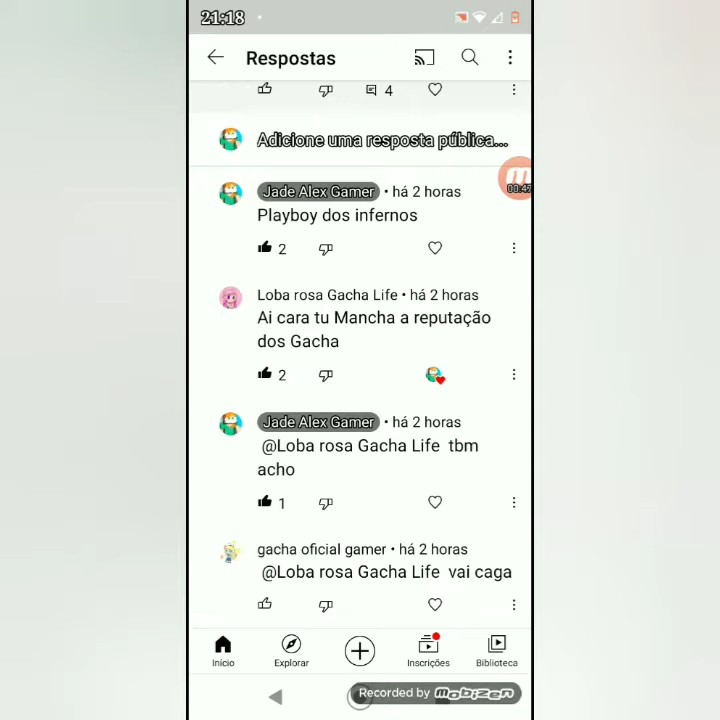 21:18
Respostas
4
Adicione uma resposta pública...
00:47
Jade Alex Gamer • há 2 horas
Playboy dos infernos
2
Loba rosa Gacha Life • há 2 horas
Ai cara tu Mancha a reputação
dos Gacha
2
Jade Alex Gamer • há 2 horas
@Loba rosa Gacha Life tbm
acho
1
gacha oficial gamer • há 2 horas
@Loba rosa Gacha Life vai caga
Início Explorar Inscrições Biblioteca
Recorded by mobizen